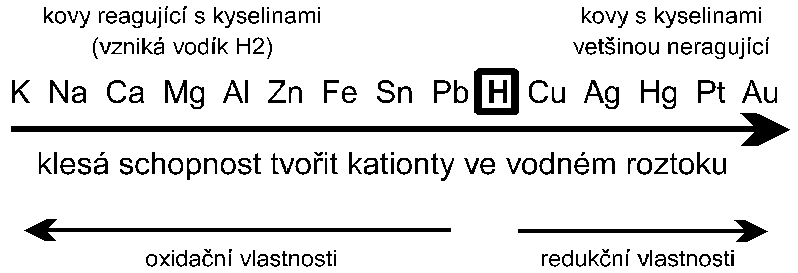 kovy reagující s kyselinami
(vzniká vodík H2)
kovy s kyselinami
vetšinou neragující
K Na Ca Mg Al Zn Fe Sn Pb H Cu Ag Hg Pt Au
klesá schopnost tvořit kationty ve vodném roztoku
oxidační vlastnosti
redukční vlastnosti